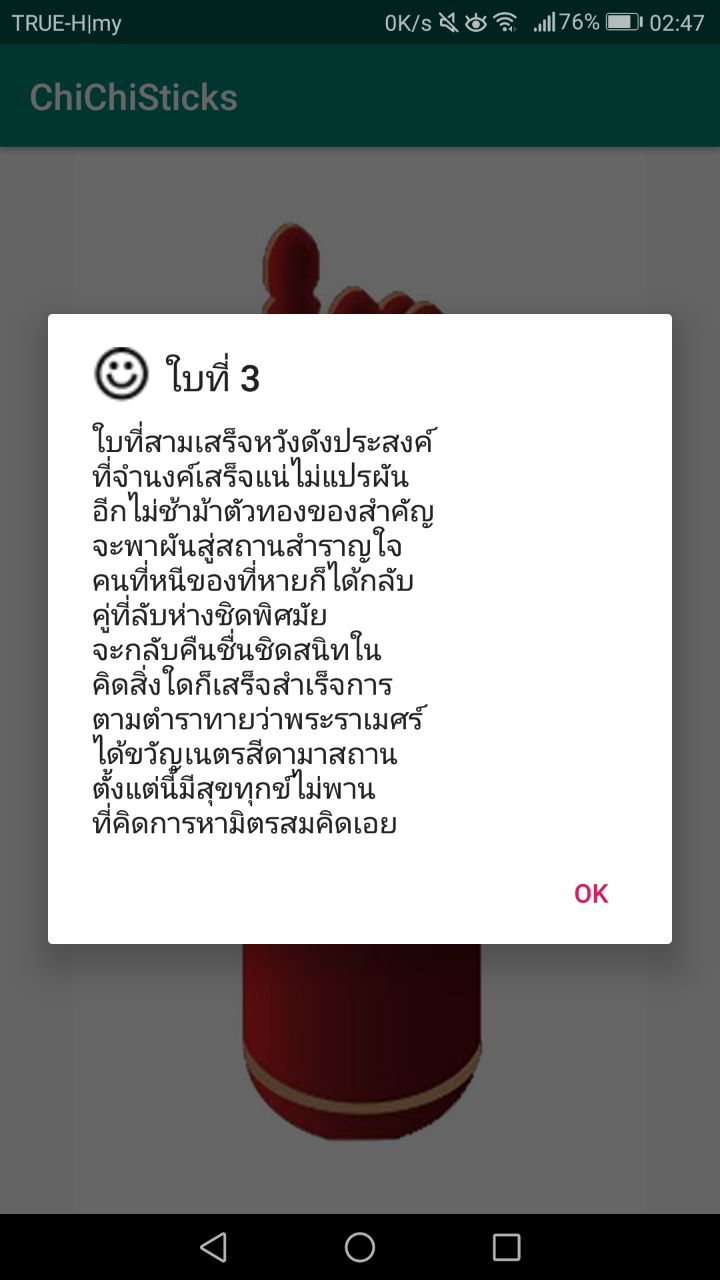 TRUE-H|my 0K/s 76% 02:47
ChiChiSticks
ใบที่ 3
ใบที่สามเสร็จหวังดังประสงค์
ที่จำนงค์เสร็จแน่ไม่แปรผัน
อีกไม่ช้าม้าตัวทองของสำคัญ
จะพาผันสู่สถานสำราญใจ
คนที่หนีของที่หายก็ได้กลับ
คู่ที่ลับห่างชิดพิศมัย
จะกลับคืนชื่นชิดสนิทใน
คิดสิ่งใดก็เสร็จสำเร็จการ
ตามตำราทายว่าพระราเมศร์
ได้ขวัญเนตรสีดามาสถาน
ตั้งแต่นี้มีสุขทุกข์ไม่พาน
ที่คิดการหามิตรสมคิดเอย
OK